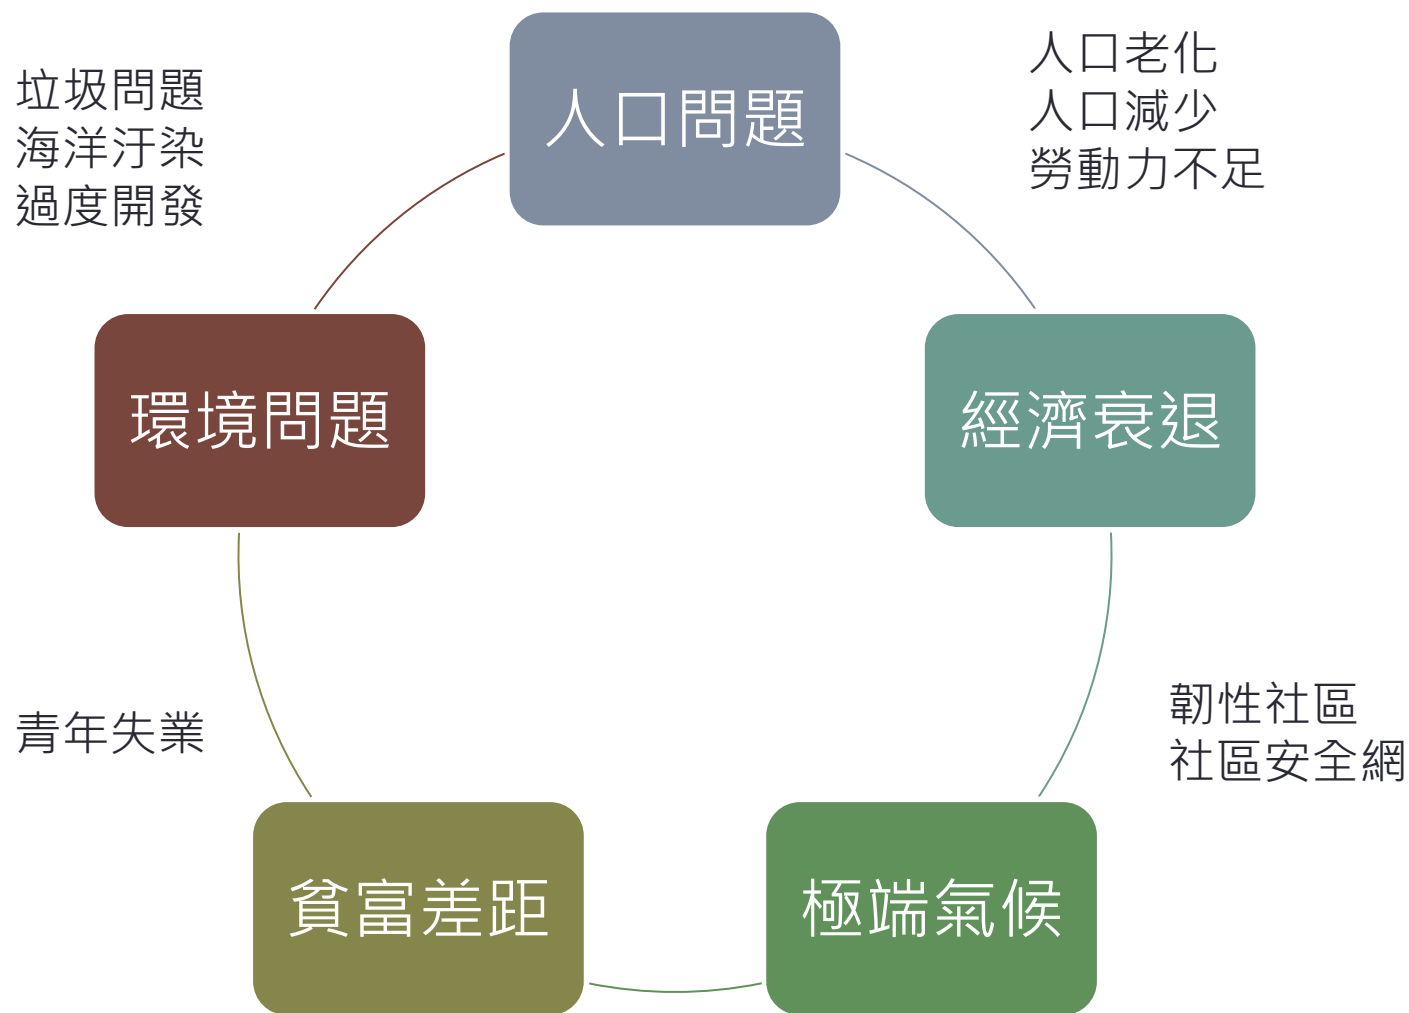 人口問題
人口老化
人口減少
勞動力不足
垃圾問題
海洋汙染
過度開發
環境問題
經濟衰退
韌性社區
社區安全網
青年失業
貧富差距
極端氣候